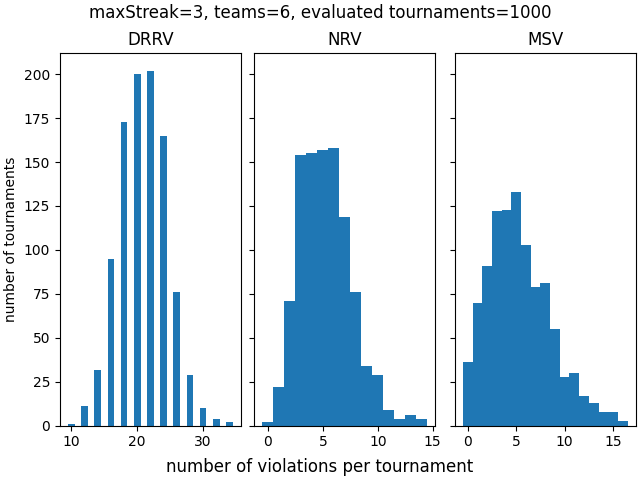 maxStreak=3, teams=6, evaluated tournaments=1000
DRRV NRV MSV
200
175
150
125
100
75
50
25
0
number of tournaments
10 20 30 0 5 10 15 0 5 10 15
number of violations per tournament